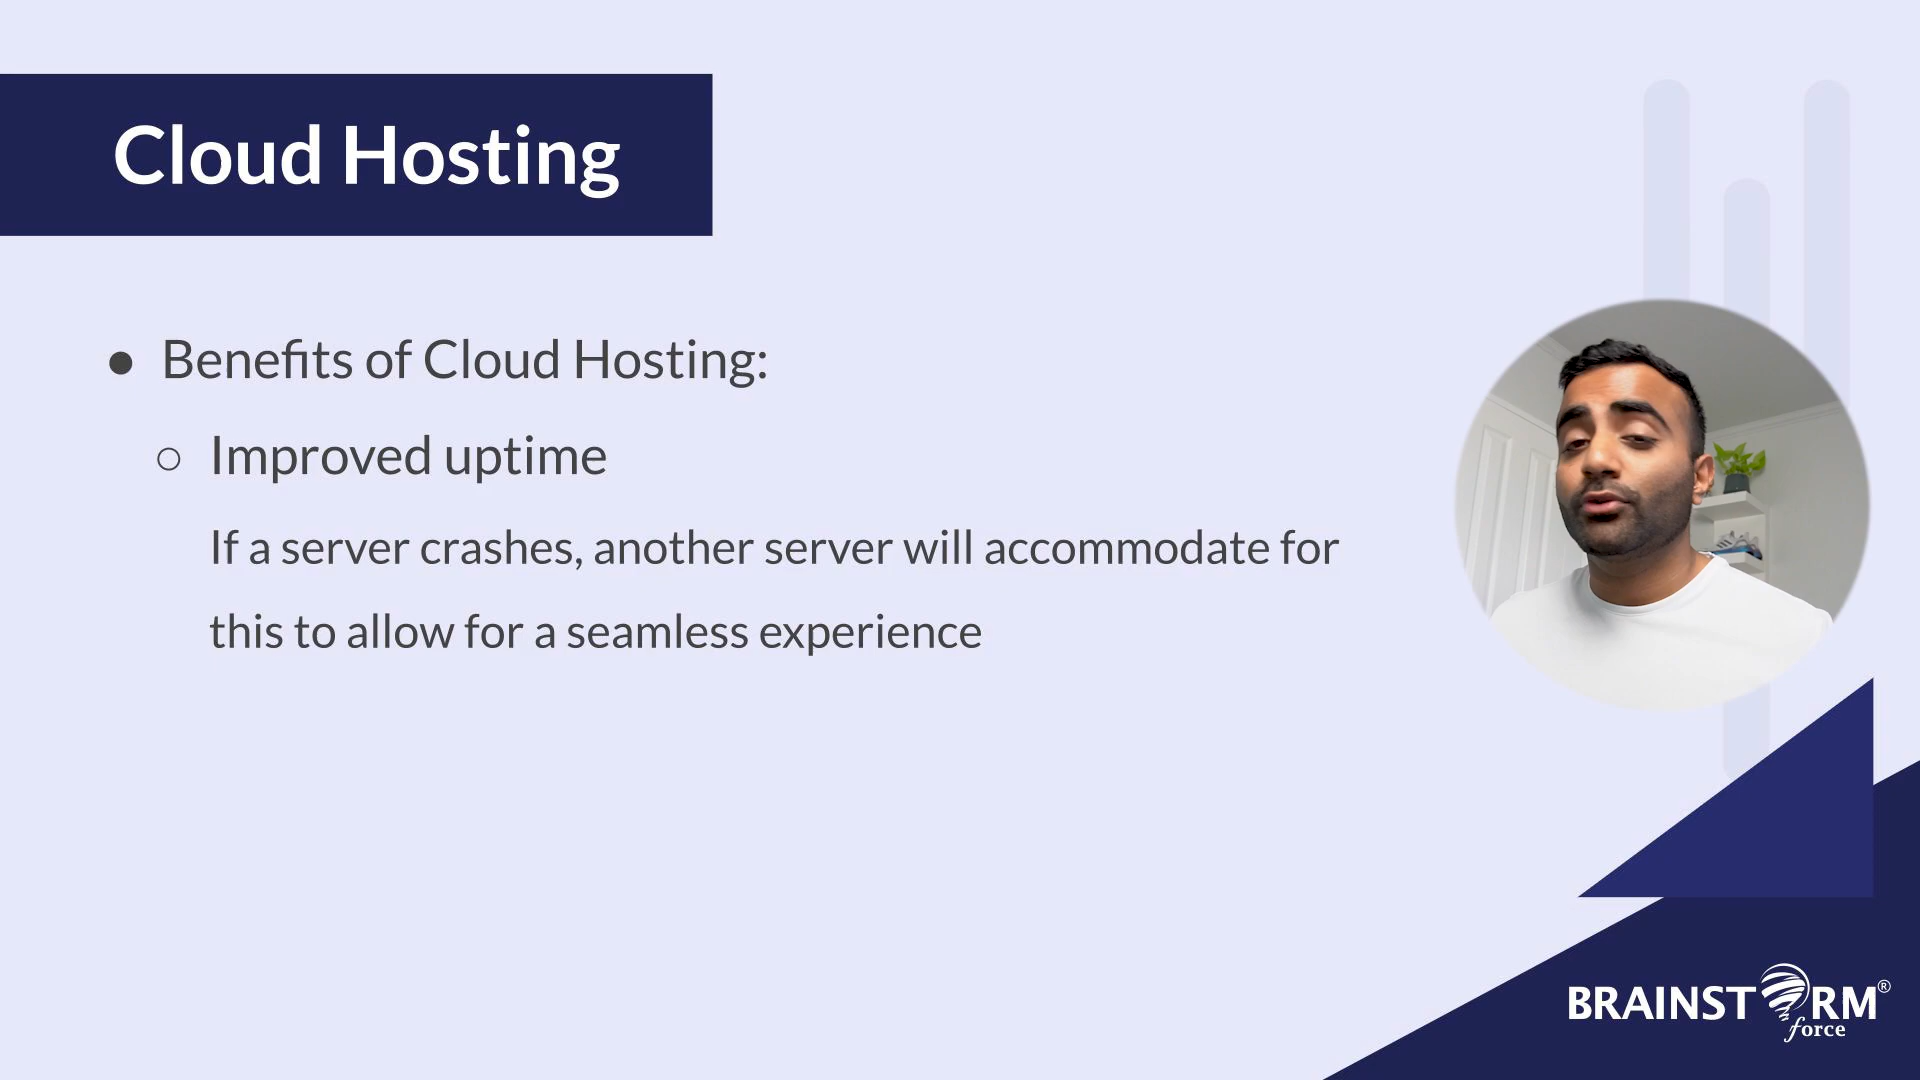 Cloud Hosting
● Benefits of Cloud Hosting:
○ Improved uptime
If a server crashes, another server will accommodate for
this to allow for a seamless experience
BRAINSTORM®
force